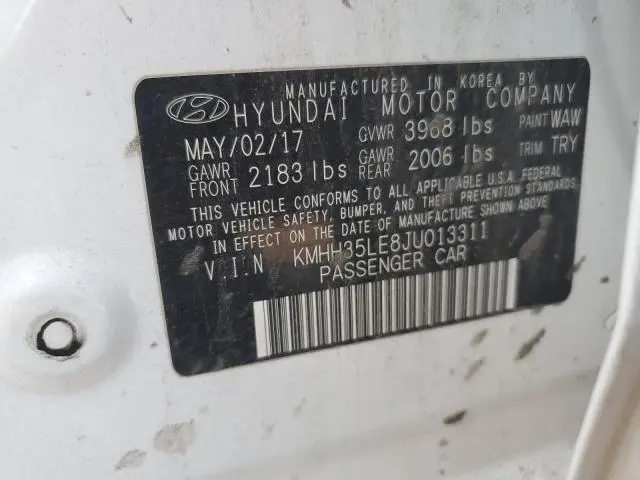 MANUFACTURED IN KOREA BY
HYUNDAI MOTOR COMPANY
MAY/02/17 GVWR 3968 lbs PAINT WAW
GAWR FRONT 2183 lbs GAWR REAR 2006 lbs TRIM TRY
THIS VEHICLE CONFORMS TO ALL APPLICABLE U.S.A. FEDERAL
MOTOR VEHICLE SAFETY, BUMPER, AND THEFT PREVENTION STANDARDS
IN EFFECT ON THE DATE OF MANUFACTURE SHOWN ABOVE.
V.I.N KMHH35LE8JU013311
PASSENGER CAR